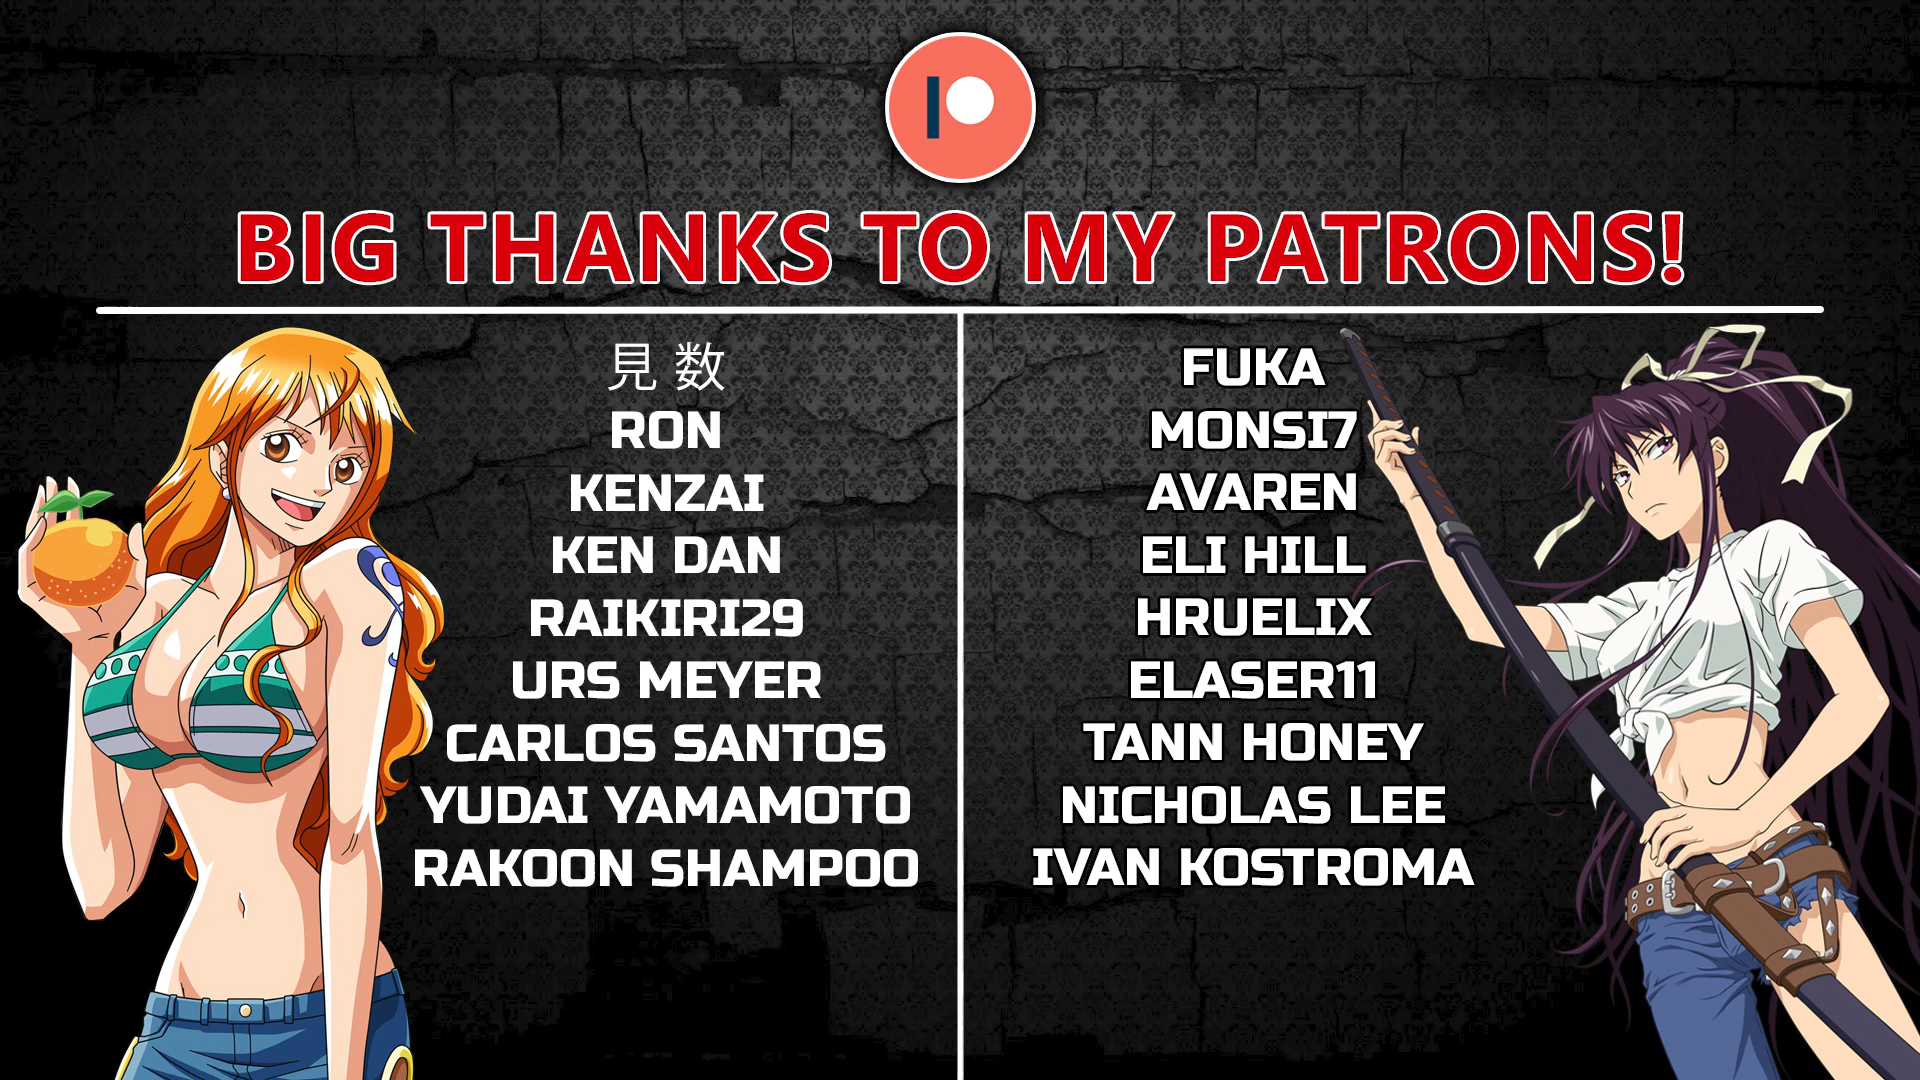 BIG THANKS TO MY PATRONS!
見 数
RON
KENZAI
KEN DAN
RAIKIRI29
URS MEYER
CARLOS SANTOS
YUDAI YAMAMOTO
RAKOON SHAMPOO
FUKA
MONSI7
AVAREN
ELI HILL
HRUELIX
ELASER11
TANN HONEY
NICHOLAS LEE
IVAN KOSTROMA